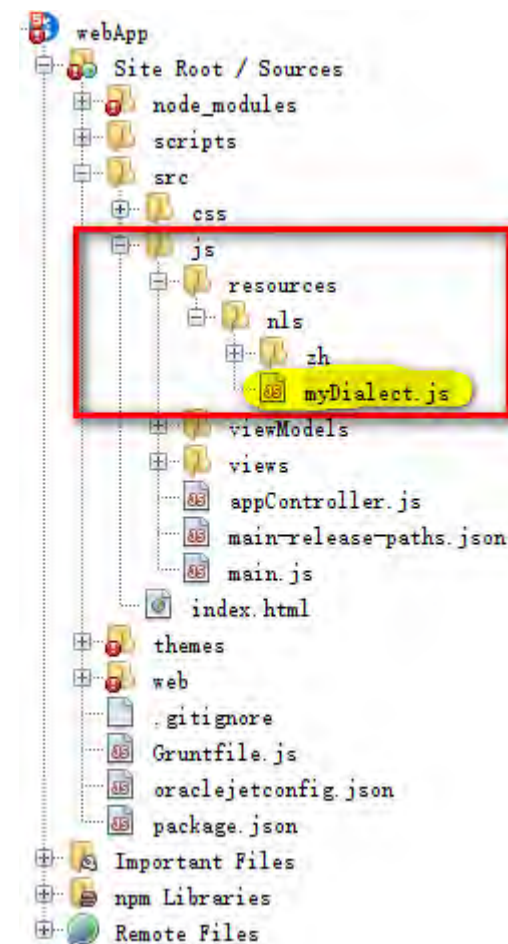 webApp
Site Root / Sources
node_modules
scripts
src
css
js
resources
nls
zh
myDialect.js
viewModels
views
appController.js
main-release-paths.json
main.js
index.html
themes
web
.gitignore
Gruntfile.js
oraclejetconfig.json
package.json
Important Files
npm Libraries
Remote Files